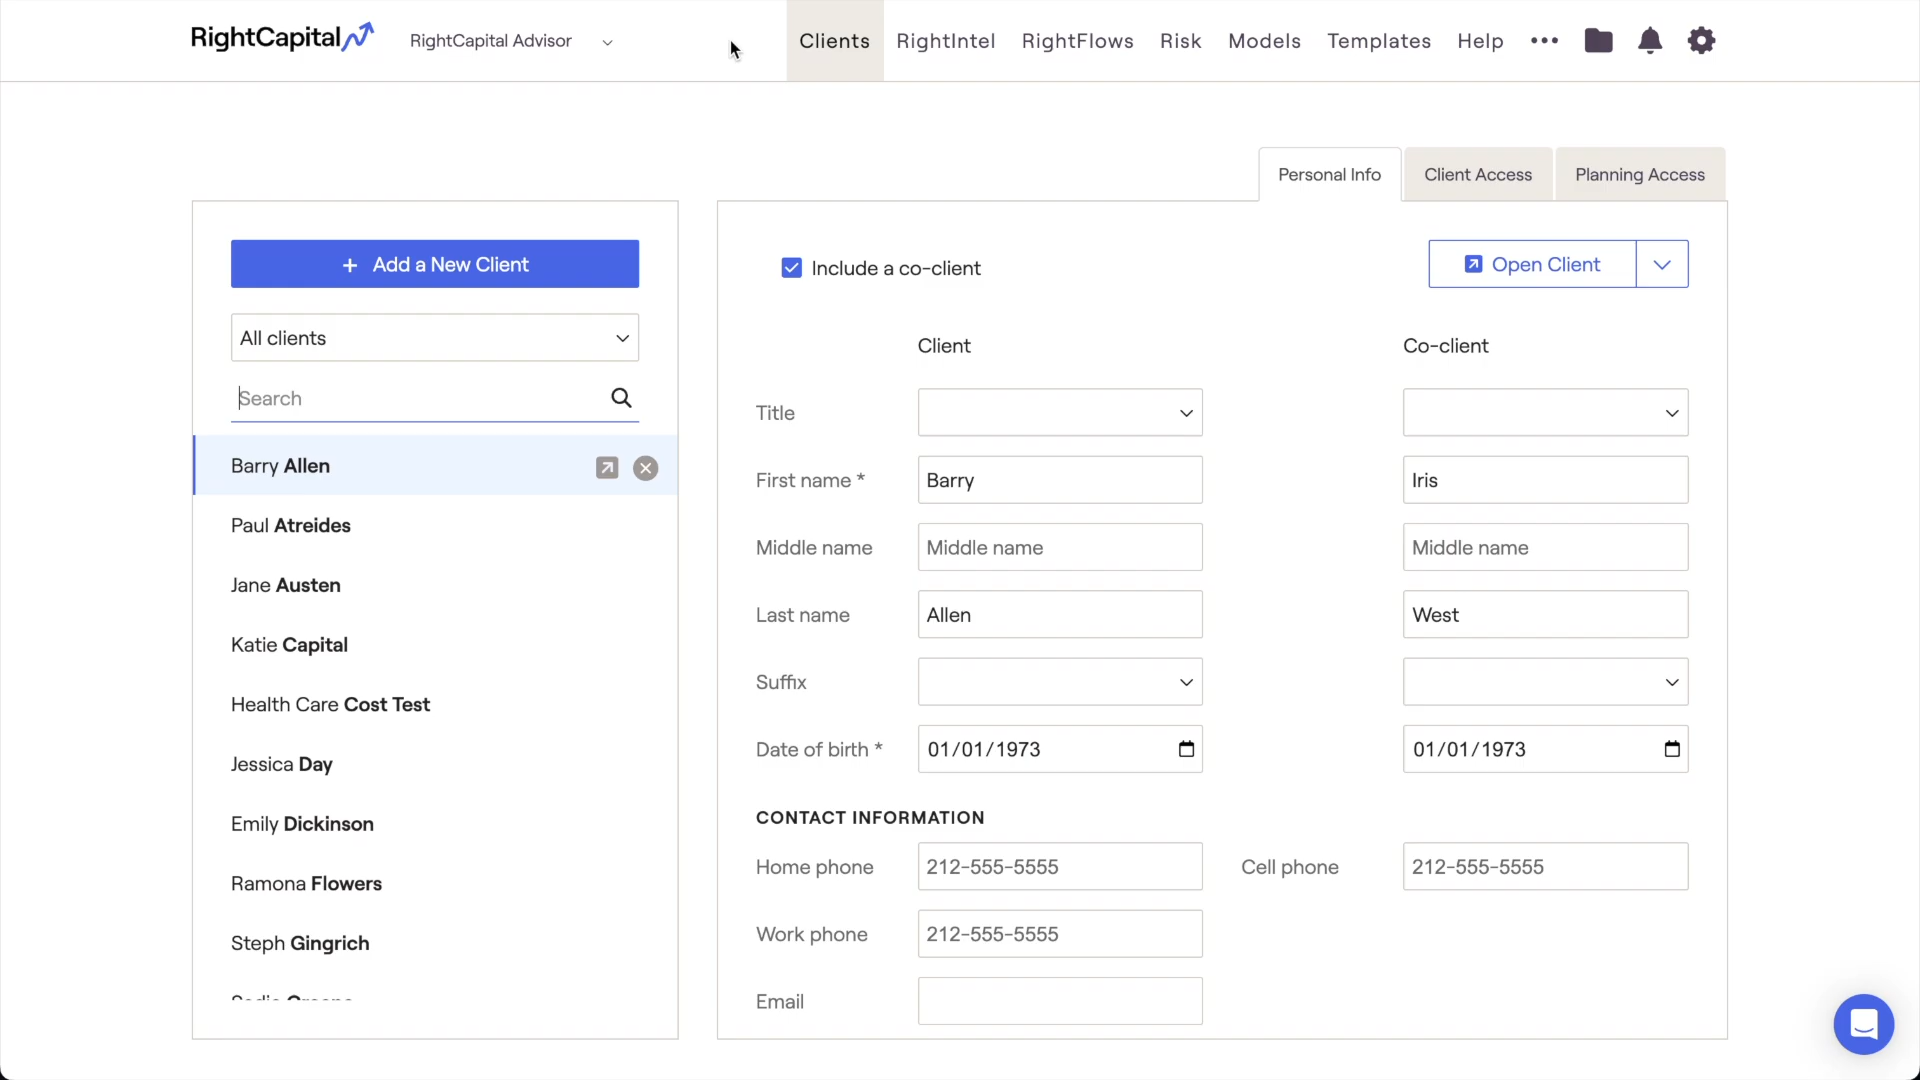 RightCapital
RightCapital Advisor
Clients
RightIntel
RightFlows
Risk
Models
Templates
Help
Personal Info
Client Access
Planning Access
+ Add a New Client
All clients
Search
Barry Allen
Paul Atreides
Jane Austen
Katie Capital
Health Care Cost Test
Jessica Day
Emily Dickinson
Ramona Flowers
Steph Gingrich
Include a co-client
Open Client
Client
Co-client
Title
First name *
Barry
Iris
Middle name
Middle name
Middle name
Last name
Allen
West
Suffix
Date of birth *
01/01/1973
01/01/1973
CONTACT INFORMATION
Home phone
212-555-5555
Cell phone
212-555-5555
Work phone
212-555-5555
Email